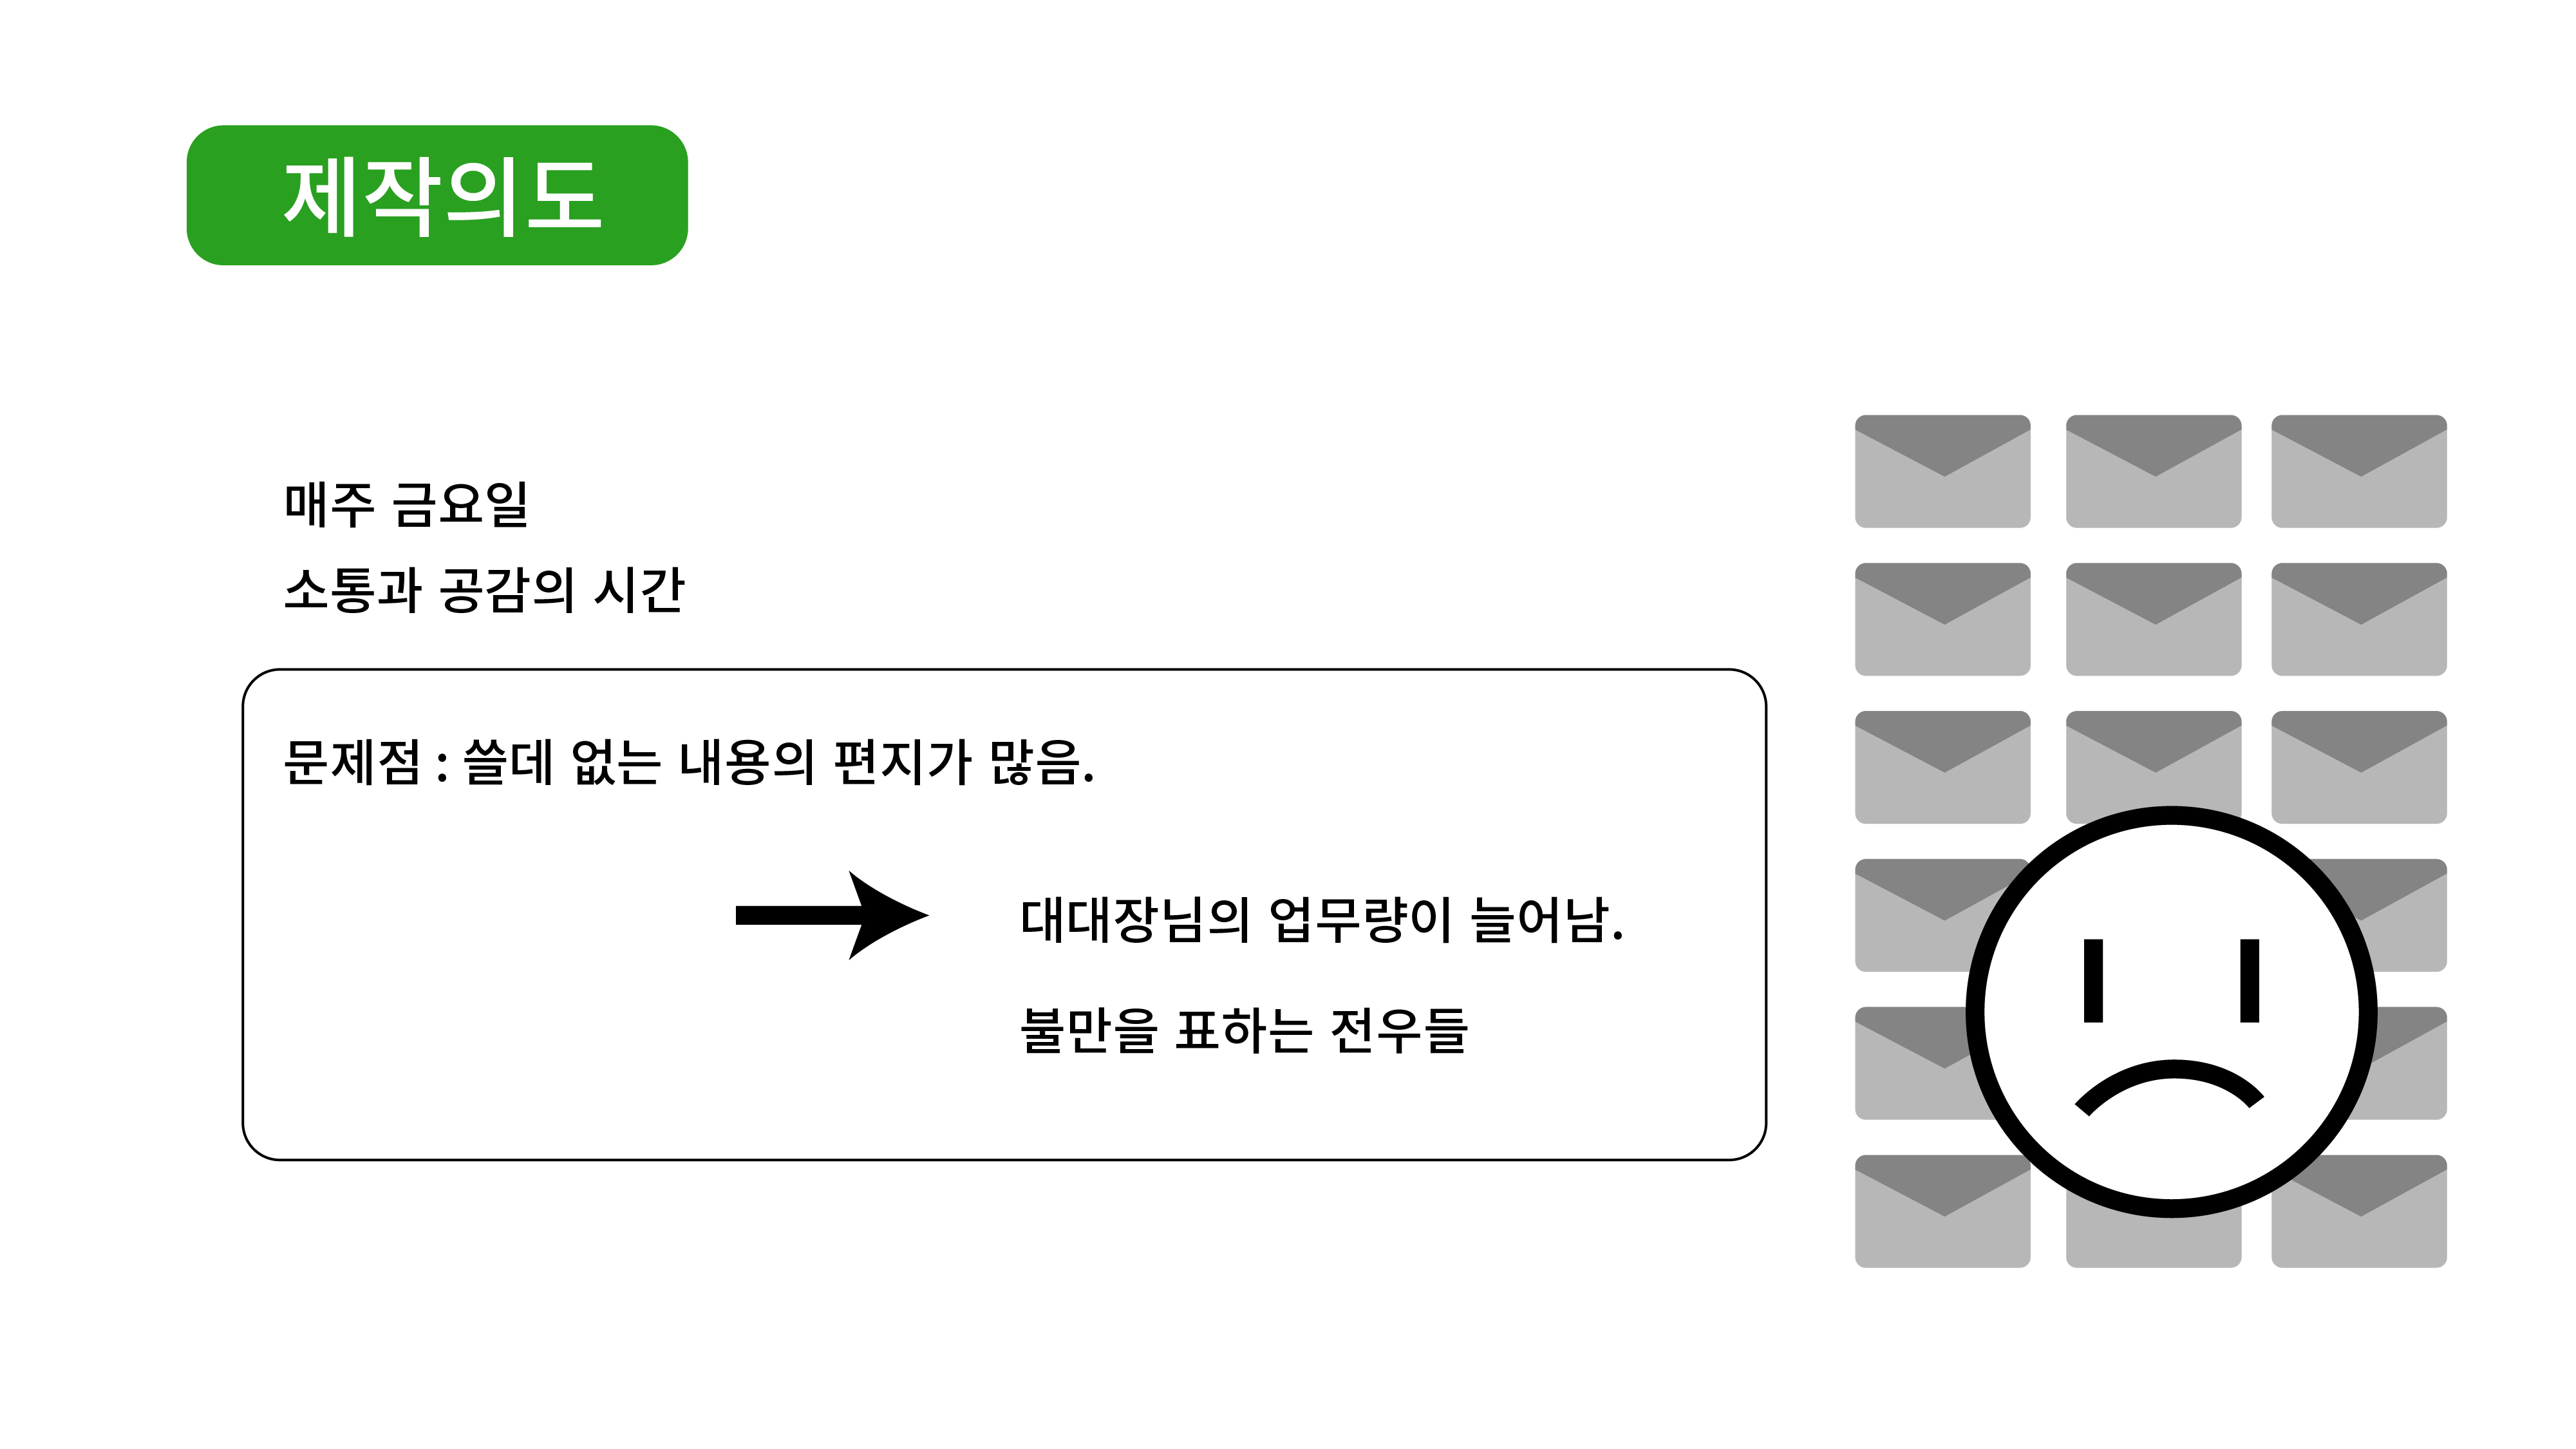 제작의도
매주 금요일
소통과 공감의 시간
문제점 : 쓸데 없는 내용의 편지가 많음.
대대장님의 업무량이 늘어남.
불만을 표하는 전우들